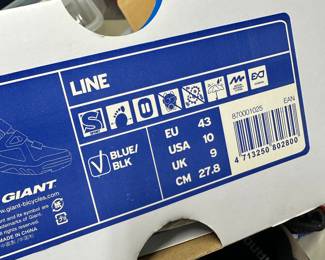 LINE
BLUE/
BLK
EU 43
USA 10
UK 9
CM 27.8
870001025
EAN
4 713250 802800
GIANT
www.giant-bicycles.com
MADE IN CHINA